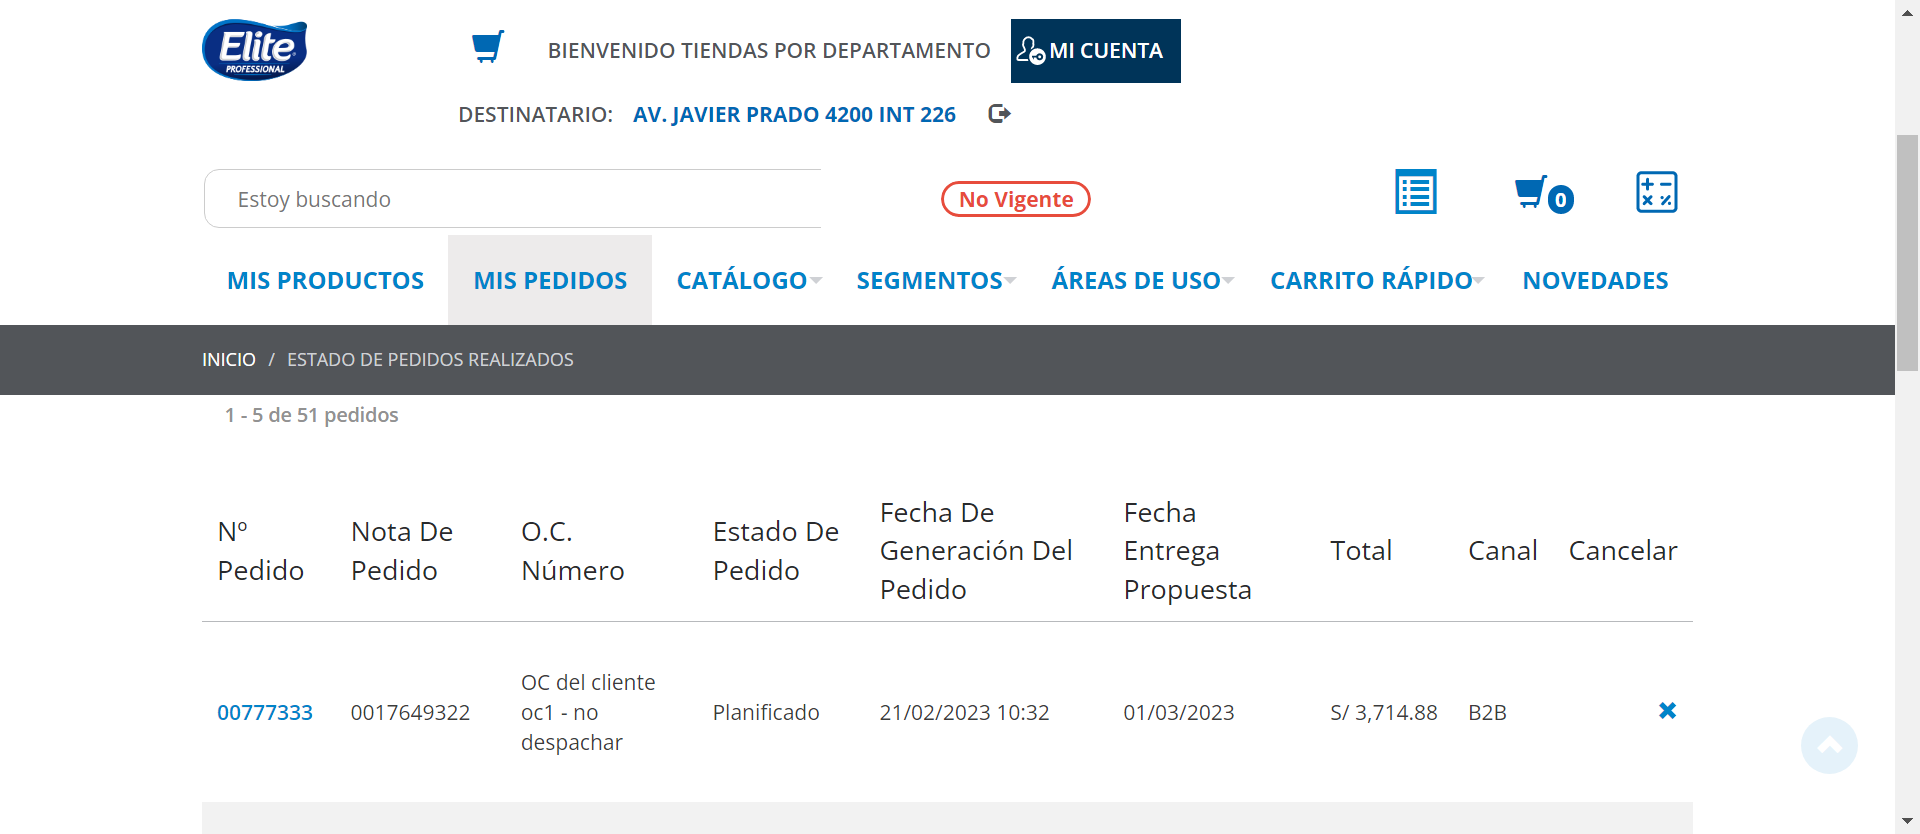 Elite
PROFESSIONAL
BIENVENIDO TIENDAS POR DEPARTAMENTO
MI CUENTA
DESTINATARIO: AV. JAVIER PRADO 4200 INT 226
Estoy buscando
No Vigente
0
MIS PRODUCTOS MIS PEDIDOS CATÁLOGO SEGMENTOS ÁREAS DE USO CARRITO RÁPIDO NOVEDADES
INICIO / ESTADO DE PEDIDOS REALIZADOS
1 - 5 de 51 pedidos
Nº
Pedido
Nota De
Pedido
O.C.
Número
Estado De
Pedido
Fecha De
Generación Del
Pedido
Fecha
Entrega
Propuesta
Total
Canal
Cancelar
00777333
0017649322
OC del cliente
oc1 - no
despachar
Planificado
21/02/2023 10:32
01/03/2023
S/ 3,714.88
B2B